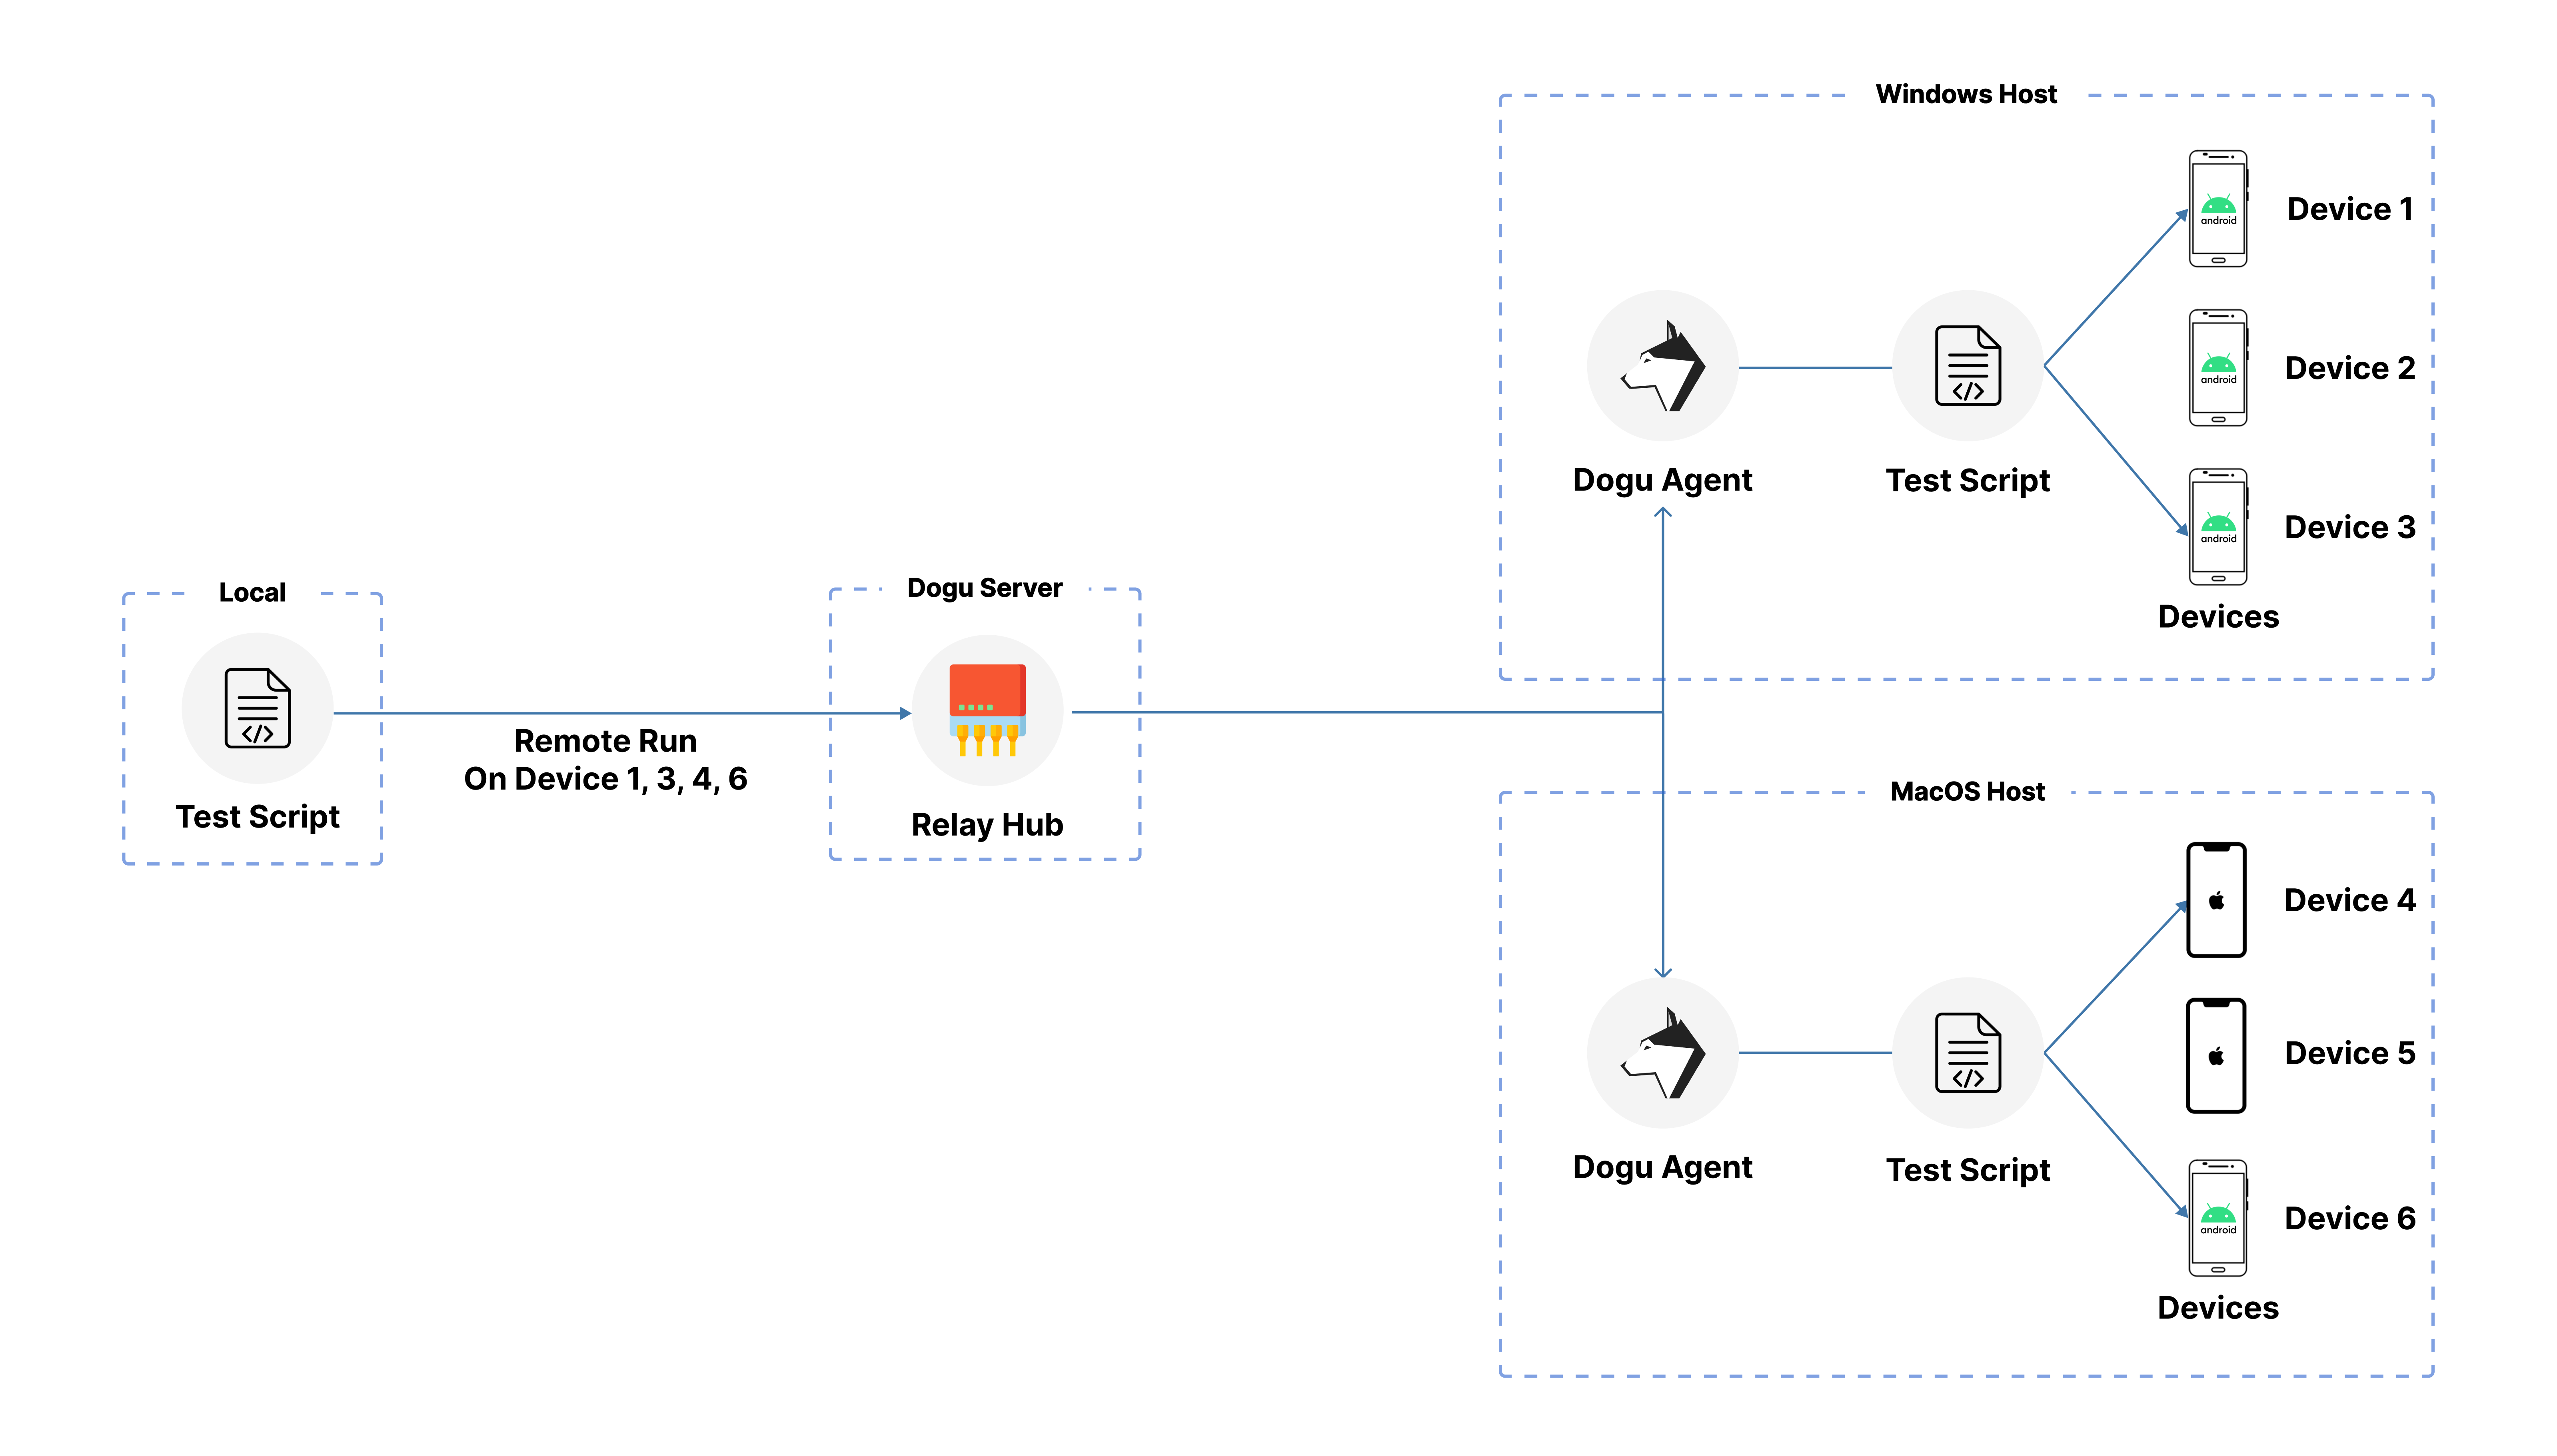 Local
Test Script
Remote Run
On Device 1, 3, 4, 6
Dogu Server
Relay Hub
Windows Host
Dogu Agent
Test Script
android
Device 1
android
Device 2
android
Device 3
Devices
MacOS Host
Dogu Agent
Test Script
Device 4
Device 5
android
Device 6
Devices